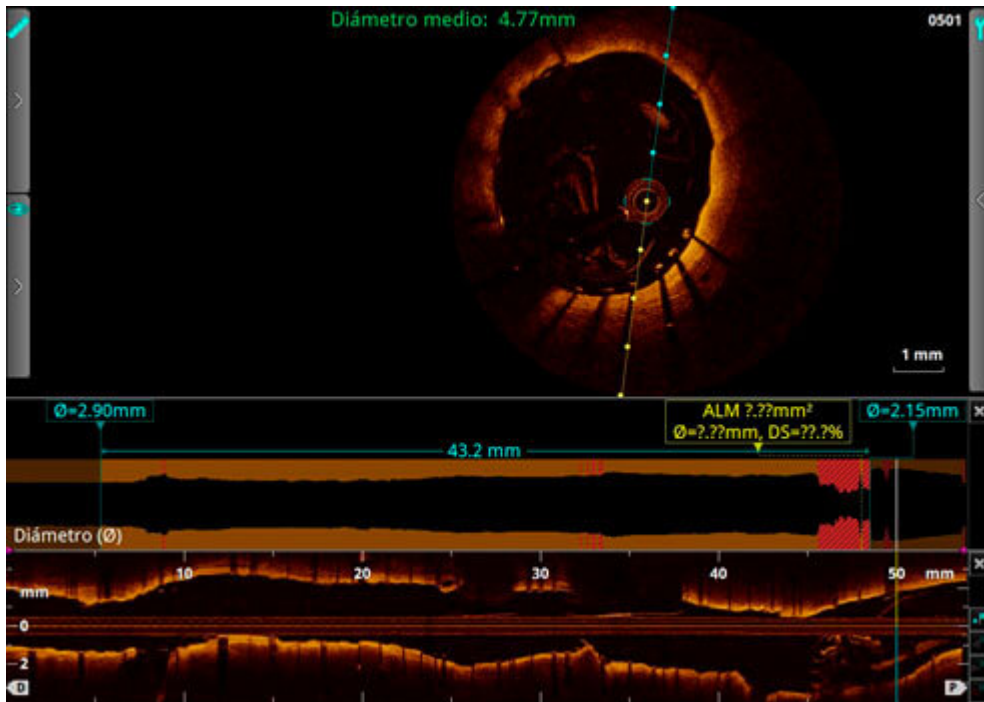 Diámetro medio: 4.77mm
0501
1 mm
Ø=2.90mm
ALM ?.??mm²
Ø=?.??mm, DS=??.?%
Ø=2.15mm
43.2 mm
Diámetro (Ø)
10 20 30 40 50 mm
mm
0
2
D P